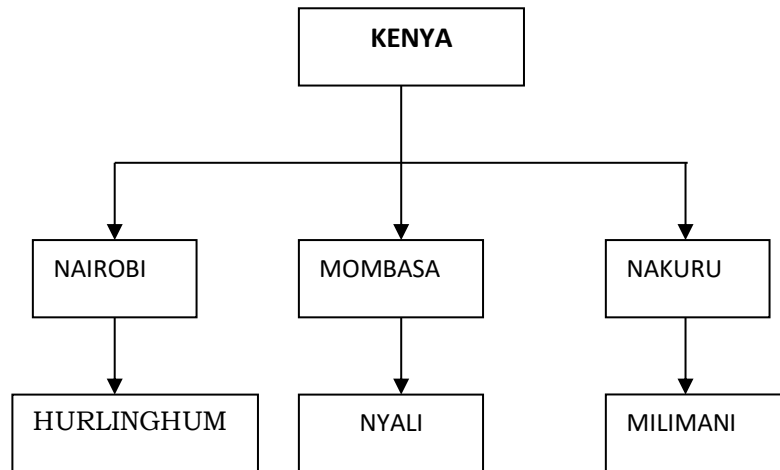 KENYA
NAIROBI
MOMBASA
NAKURU
HURLINGHUM
NYALI
MILIMANI